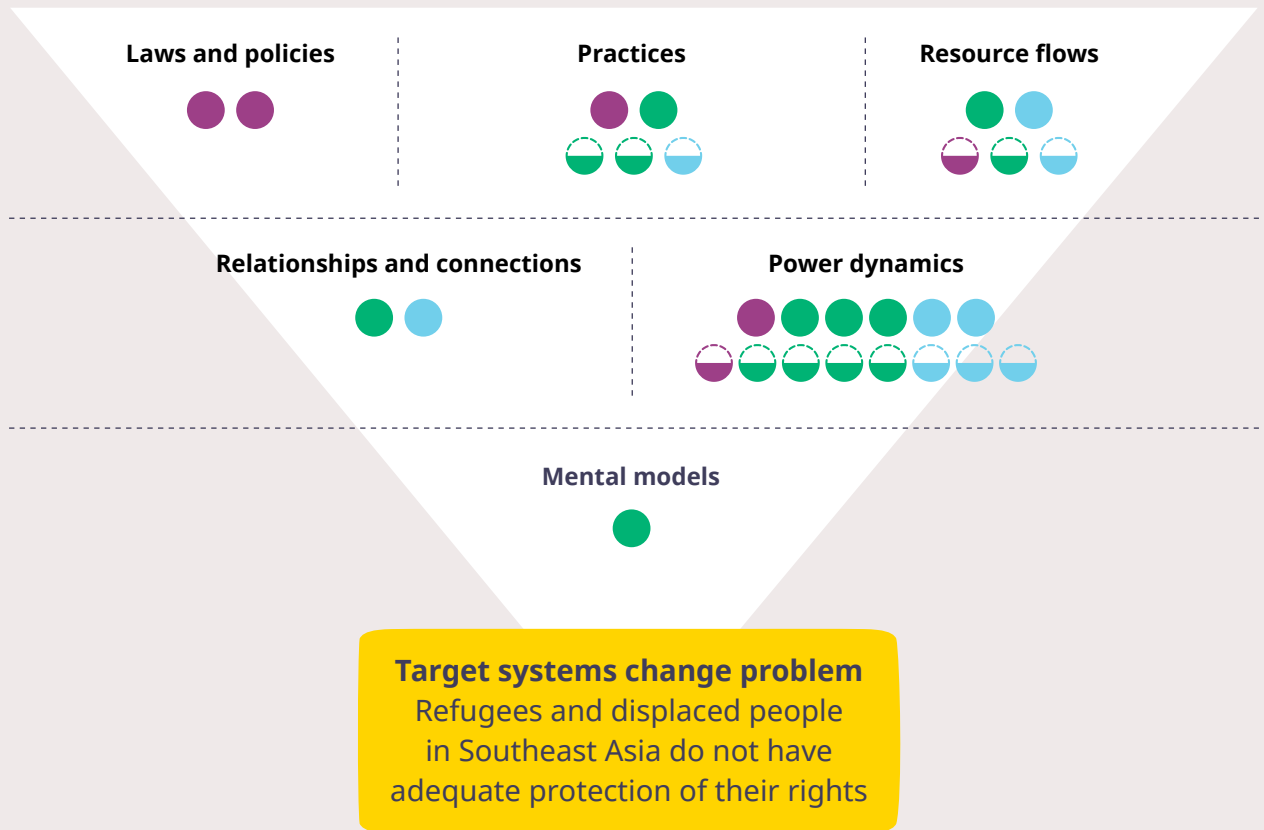 Laws and policies
Practices
Resource flows
Relationships and connections
Power dynamics
Mental models
Target systems change problem
Refugees and displaced people
in Southeast Asia do not have
adequate protection of their rights